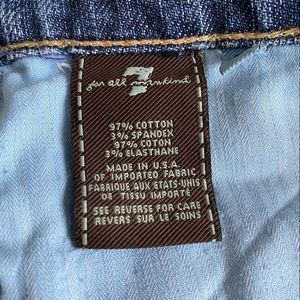 7
for all mankind
97% COTTON
3% SPANDEX
97% COTON
3% ELASTHANE
MADE IN U.S.A.
OF IMPORTED FABRIC
FABRIQUE AUX ETATS-UNIS
DE TISSU IMPORTÉ
SEE REVERSE FOR CARE
REVERS SUR LE SOINS